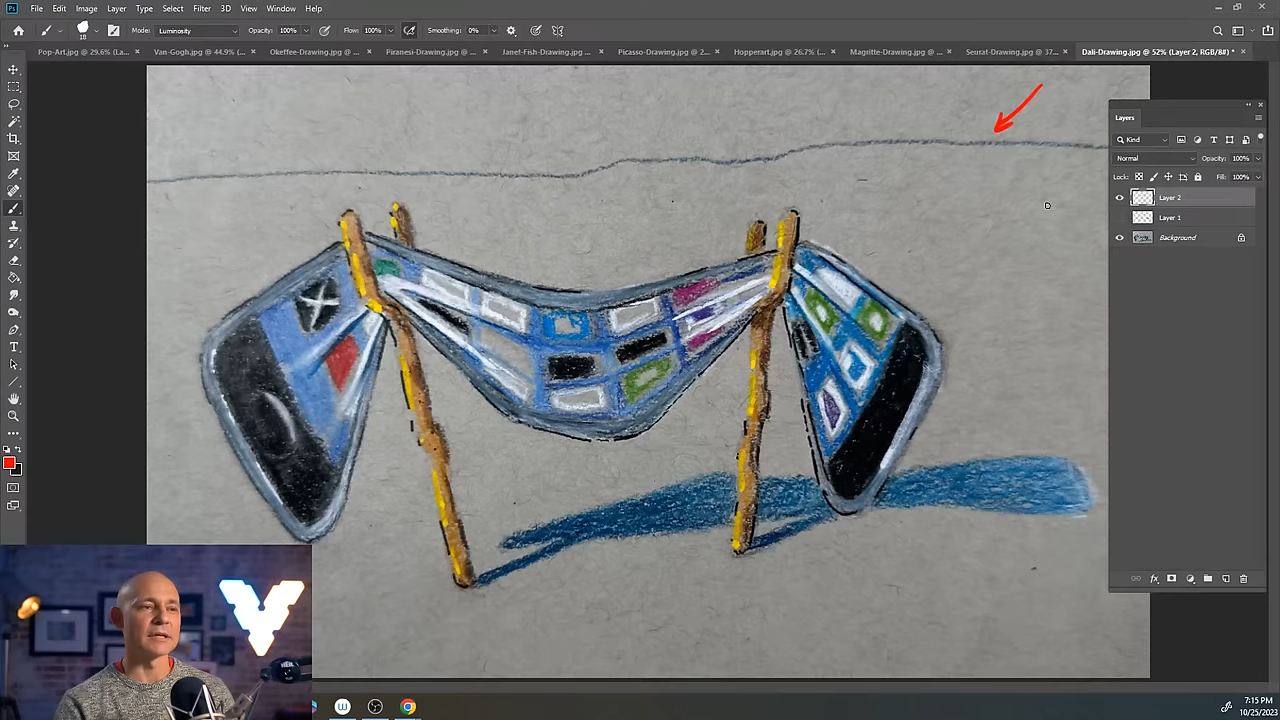 Ps File Edit Image Layer Type Select Filter 3D View Window Help
Mode: Luminosity Opacity: 100% Flow: 100% Smoothing: 0%
Pop-Art.jpg @ 29.6% (La... × Van-Gogh.jpg @ 44.9% ... × Okeffee-Drawing.jpg @ ... × Piranesi-Drawing.jpg @ ... × Janet-Fish-Drawing.jpg ... × Picasso-Drawing.jpg @ 2... × Hopperart.jpg @ 26.7% (... × Magritte-Drawing.jpg @ ... × Seurat-Drawing.jpg @ 37... × Dali-Drawing.jpg @ 52% (Layer 2, RGB/8#) * ×
Layers
Kind
Normal Opacity: 100%
Lock: Fill: 100%
Layer 2
Layer 1
Background
fx
7:15 PM
10/25/2023